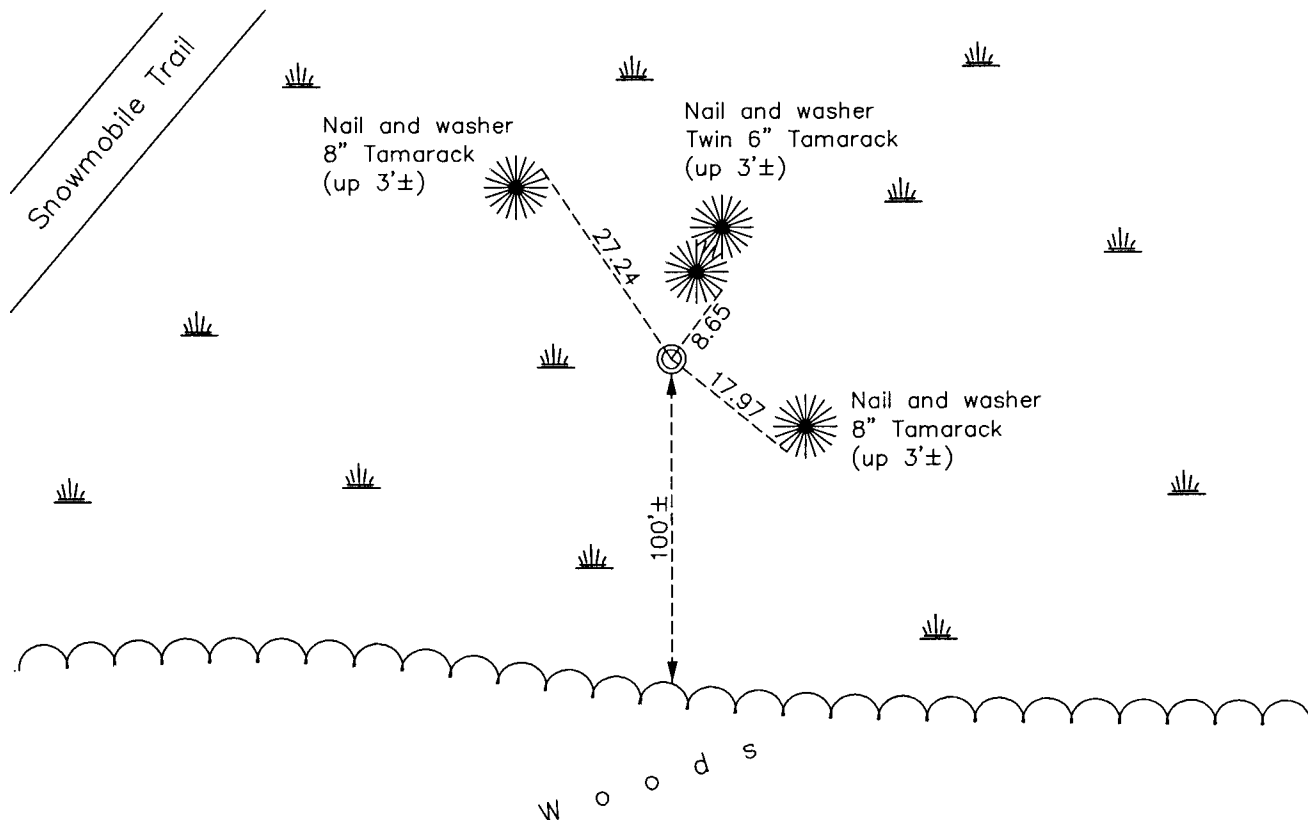 Snowmobile Trail
Nail and washer
8" Tamarack
(up 3'±)
Nail and washer
Twin 6" Tamarack
(up 3'±)
27.24
8.65
17.97
Nail and washer
8" Tamarack
(up 3'±)
100'±
Woods